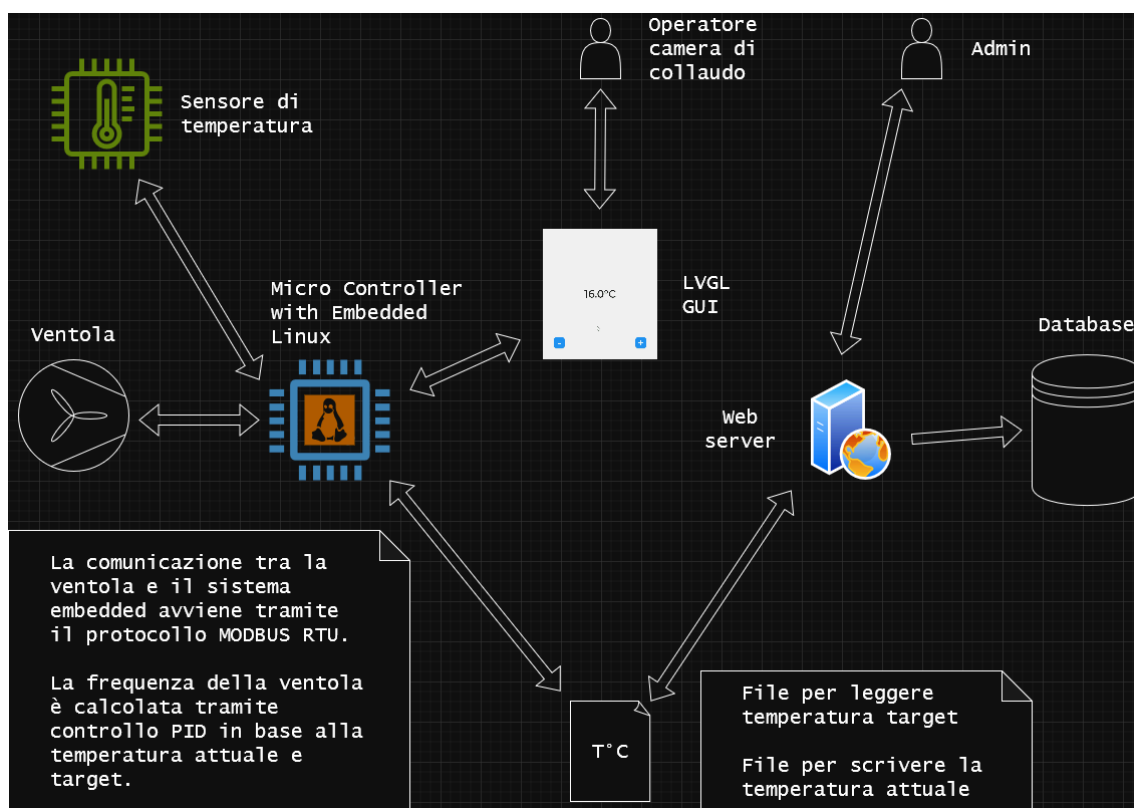 Operatore
camera di
collaudo
Admin
Sensore di
temperatura
Micro Controller
with Embedded
Linux
16.0°C
-
+
LVGL
GUI
Ventola
Database
Web
server
La comunicazione tra la
ventola e il sistema
embedded avviene tramite
il protocollo MODBUS RTU.
La frequenza della ventola
è calcolata tramite
controllo PID in base alla
temperatura attuale e
target.
T°C
File per leggere
temperatura target
File per scrivere la
temperatura attuale